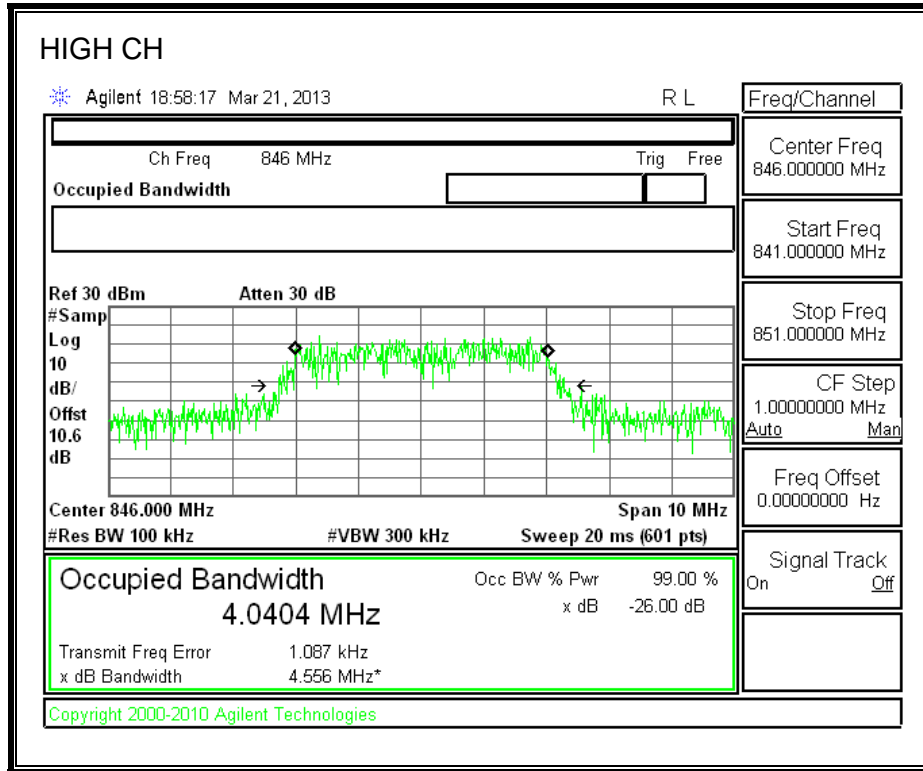 HIGH CH
Agilent 18:58:17 Mar 21, 2013 R L
Freq/Channel
Ch Freq 846 MHz Trig Free
Occupied Bandwidth
Center Freq
846.000000 MHz
Start Freq
841.000000 MHz
Stop Freq
851.000000 MHz
CF Step
1.00000000 MHz
Auto Man
Freq Offset
0.00000000 Hz
Signal Track
On Off
Ref 30 dBm Atten 30 dB
#Samp
Log
10
dB/
Offst
10.6
dB
Center 846.000 MHz Span 10 MHz
#Res BW 100 kHz #VBW 300 kHz Sweep 20 ms (601 pts)
Occupied Bandwidth
4.0404 MHz
Occ BW % Pwr 99.00 %
x dB -26.00 dB
Transmit Freq Error 1.087 kHz
x dB Bandwidth 4.556 MHz*
Copyright 2000-2010 Agilent Technologies